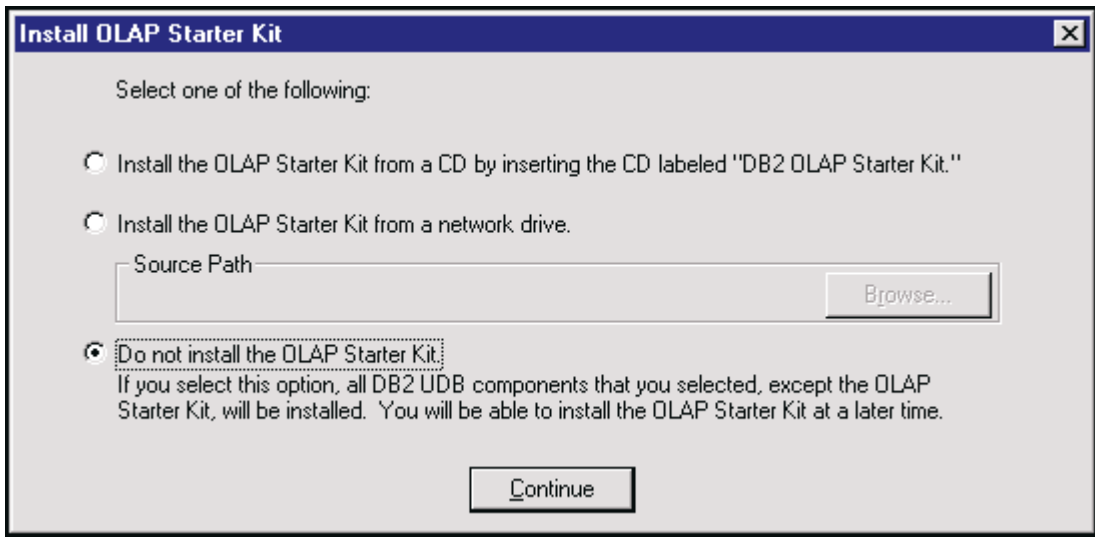 Install OLAP Starter Kit
Select one of the following:
Install the OLAP Starter Kit from a CD by inserting the CD labeled "DB2 OLAP Starter Kit."
Install the OLAP Starter Kit from a network drive.
Source Path
Browse...
Do not install the OLAP Starter Kit.
If you select this option, all DB2 UDB components that you selected, except the OLAP
Starter Kit, will be installed.  You will be able to install the OLAP Starter Kit at a later time.
Continue